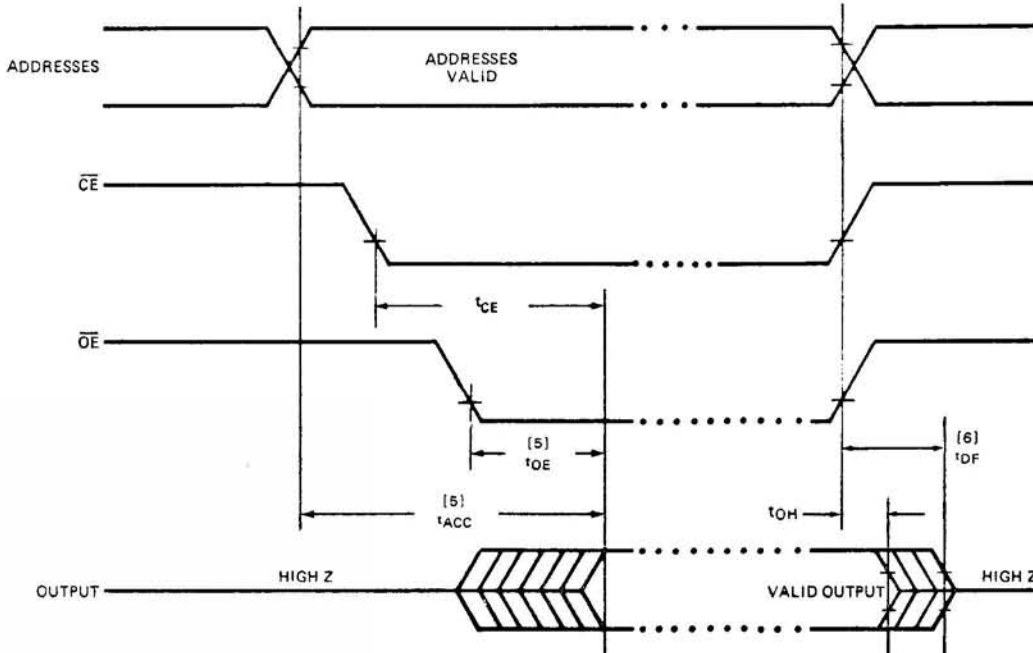 ADDRESSES
ADDRESSES
VALID
CE
tCE
OE
[5]
tOE
[6]
tDF
[5]
tACC
tOH
OUTPUT
HIGH Z
VALID OUTPUT
HIGH Z